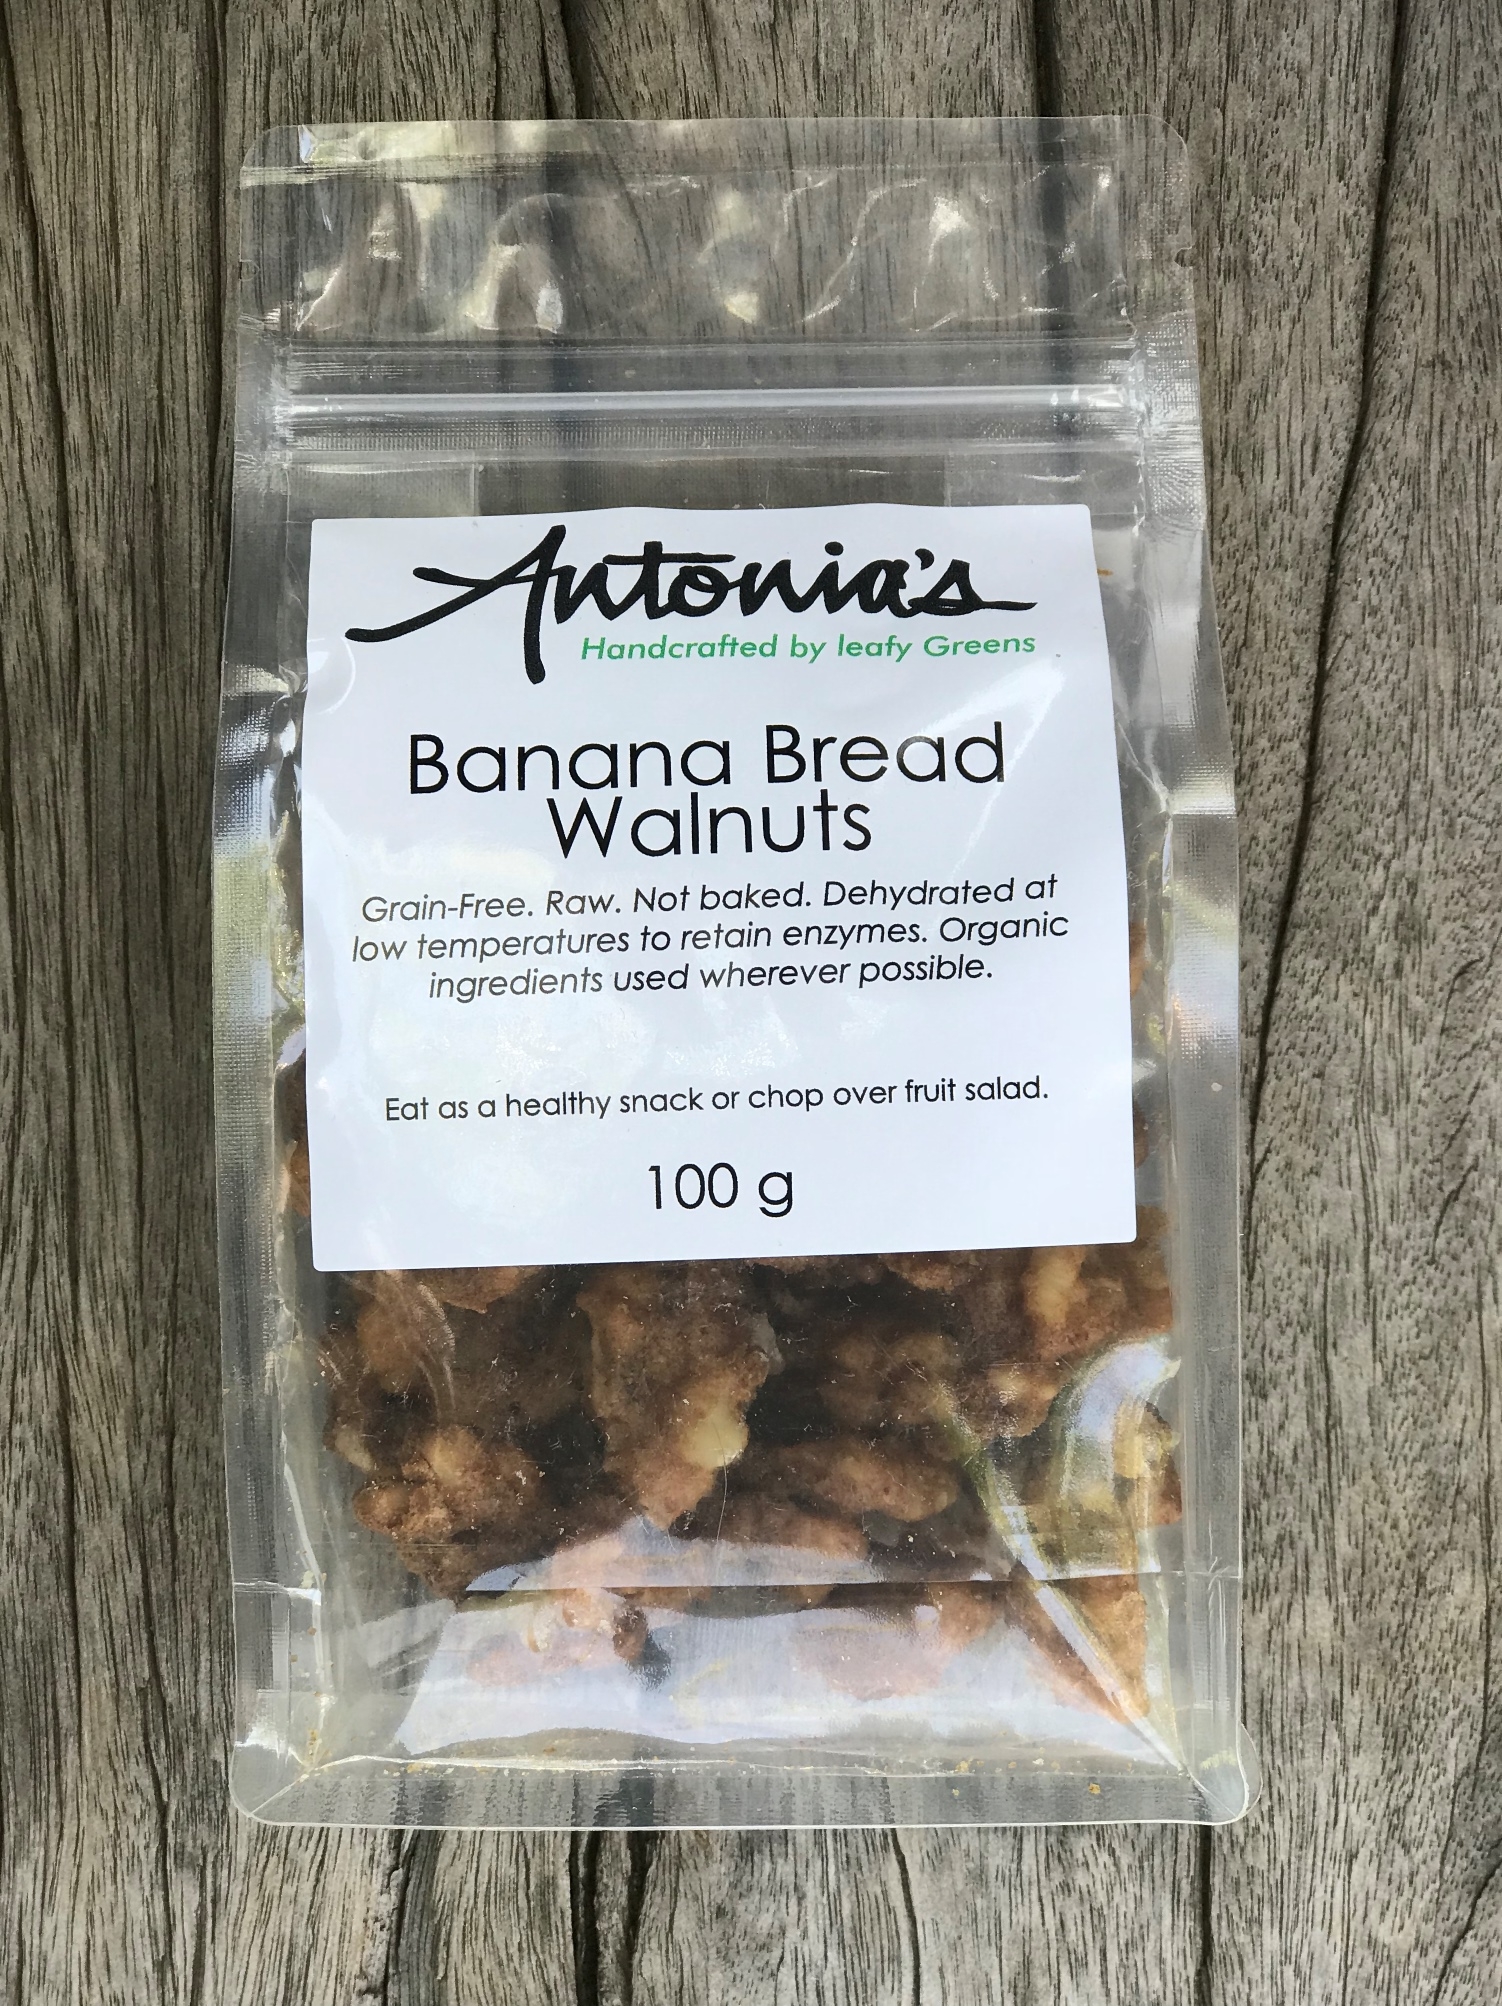 Antonia's
Handcrafted by leafy Greens
Banana Bread
Walnuts
Grain-Free. Raw. Not baked. Dehydrated at
low temperatures to retain enzymes. Organic
ingredients used wherever possible.
Eat as a healthy snack or chop over fruit salad.
100 g